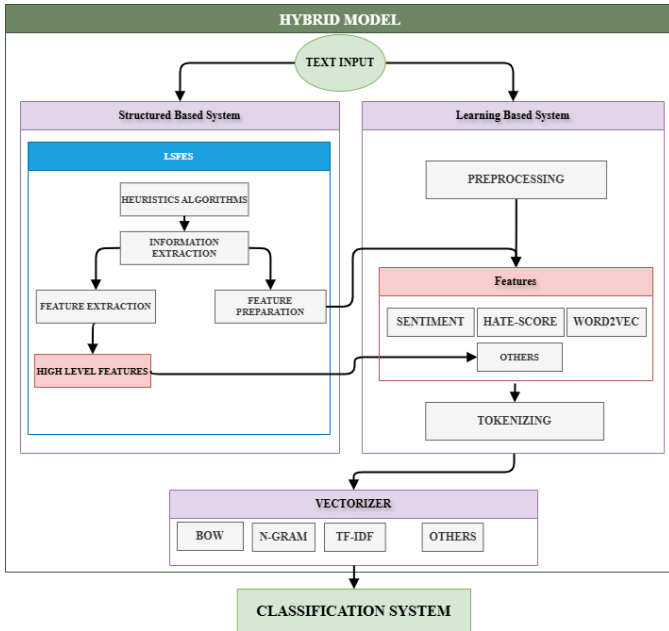 HYBRID MODEL
TEXT INPUT
Structured Based System
LSFES
HEURISTICS ALGORITHMS
INFORMATION
EXTRACTION
FEATURE EXTRACTION
FEATURE
PREPARATION
HIGH LEVEL FEATURES
Learning Based System
PREPROCESSING
Features
SENTIMENT
HATE-SCORE
WORD2VEC
OTHERS
TOKENIZING
VECTORIZER
BOW
N-GRAM
TF-IDF
OTHERS
CLASSIFICATION SYSTEM